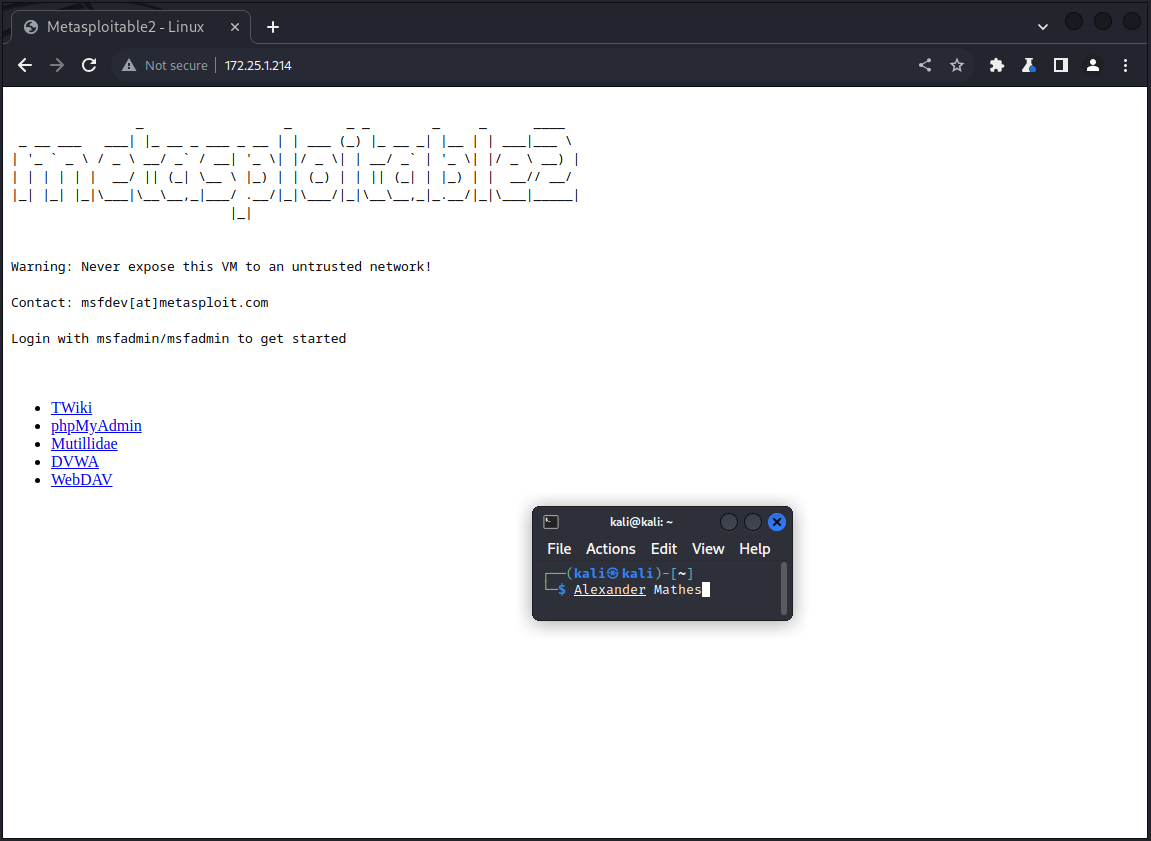 Metasploitable2 - Linux
Not secure 172.25.1.214
                _                  _       _ _        _     _      ____  
 _ __ ___   ___| |_ __ _ ___ _ __ | | ___ (_) |_ __ _| |__ | | ___|___ \ 
| '_ ` _ \ / _ \ __/ _` / __| '_ \| |/ _ \| | __/ _` | '_ \| |/ _ \ __) |
| | | | | |  __/ || (_| \__ \ |_) | | (_) | | || (_| | |_) | |  __// __/ 
|_| |_| |_|\___|\__\__,_|___/ .__/|_|\___/|_|\__\__,_|_.__/|_|\___|_____|
                            |_|
Warning: Never expose this VM to an untrusted network!
Contact: msfdev[at]metasploit.com
Login with msfadmin/msfadmin to get started
TWiki
phpMyAdmin
Mutillidae
DVWA
WebDAV
kali@kali: ~
File Actions Edit View Help
┌──(kali㉿kali)-[~]
└─$ Alexander Mathes